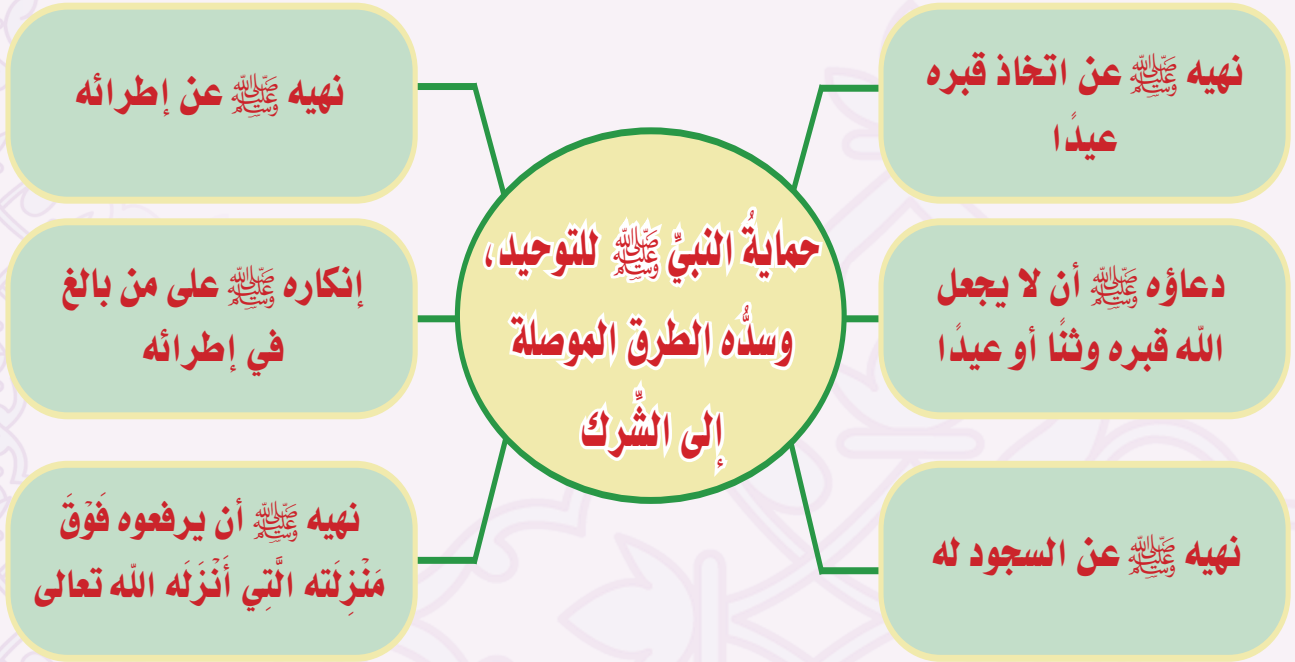 حمايةُ النبيِّ ﷺ للتوحيد،
وسدُّه الطرق الموصلة
إلى الشِّرك
نهيه ﷺ عن اتخاذ قبره
عيدًا
دعاؤه ﷺ أن لا يجعل
الله قبره وثنًا أو عيدًا
نهيه ﷺ عن السجود له
نهيه ﷺ عن إطرائه
إنكاره ﷺ على من بالغ
في إطرائه
نهيه ﷺ أن يرفعوه فَوْقَ
مَنْزِلَته الَّتِي أَنْزَلَه الله تعالى